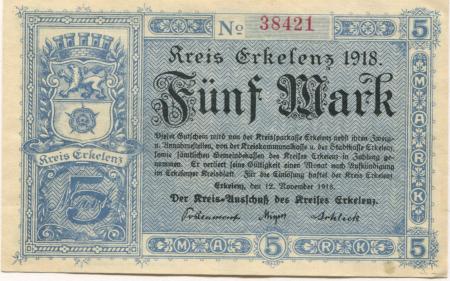 No 38421
Kreis Erkelenz 1918.
Fünf Mark
Dieser Gutschein wird von der Kreissparkasse Erkelenz nebst ihren Zweig-
u. Annahmestellen, von der Kreiskommunalkasse u. der Stadtkasse Erkelenz,
sowie sämtlichen Gemeindekassen des Kreises Erkelenz in Zahlung ge-
nommen. Er verliert seine Gültigkeit einen Monat nach Aufkündigung
im Erkelenzer Kreisblatt. Für die Einlösung haftet der Kreis Erkelenz
Erkelenz, den 12. November 1918.
Der Kreis-Ausschuß des Kreises Erkelenz.
Kreis Erkelenz
5
5
5
5
5
MARK
MARK